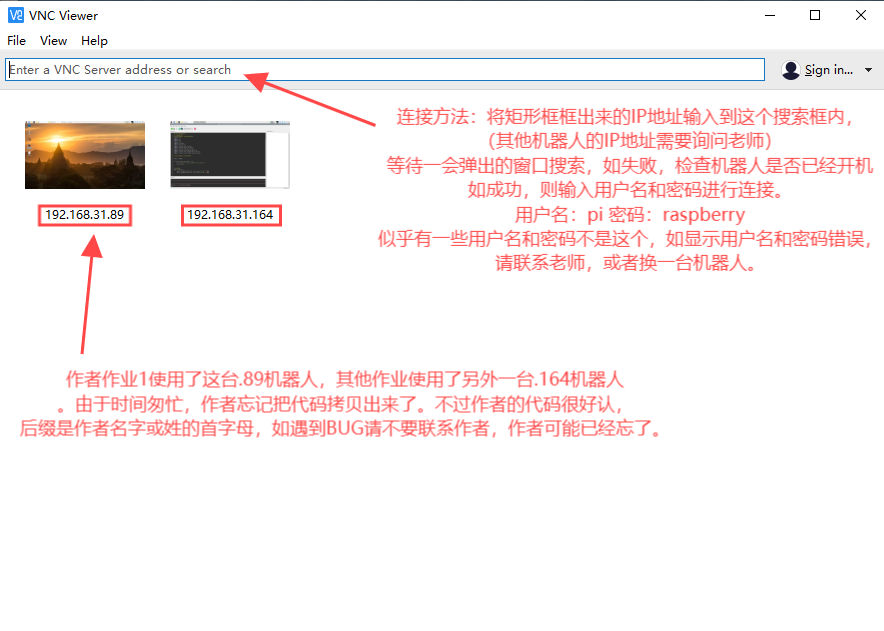 VNC Viewer
File View Help
Enter a VNC Server address or search
Sign in...
连接方法：将矩形框框出来的IP地址输入到这个搜索框内，
（其他机器人的IP地址需要询问老师）
等待一会弹出的窗口搜索，如失败，检查机器人是否已经开机
如成功，则输入用户名和密码进行连接。
用户名：pi 密码：raspberry
似乎有一些用户名和密码不是这个，如显示用户名和密码错误，
请联系老师，或者换一台机器人。
192.168.31.89
192.168.31.164
作者作业1使用了这台.89机器人，其他作业使用了另外一台.164机器人
。由于时间匆忙，作者忘记把代码拷贝出来了。不过作者的代码很好认，
后缀是作者名字或姓的首字母，如遇到BUG请不要联系作者，作者可能已经忘了。